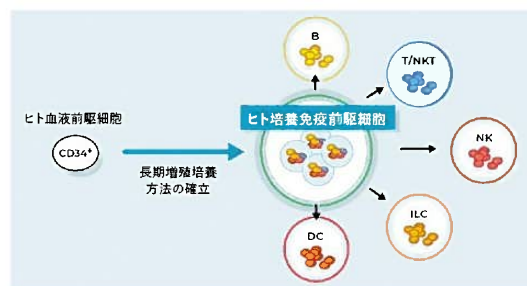 B
T/NKT
ヒト血液前駆細胞
ヒト培養免疫前駆細胞
CD34⁺
NK
長期増殖培養
方法の確立
ILC
DC